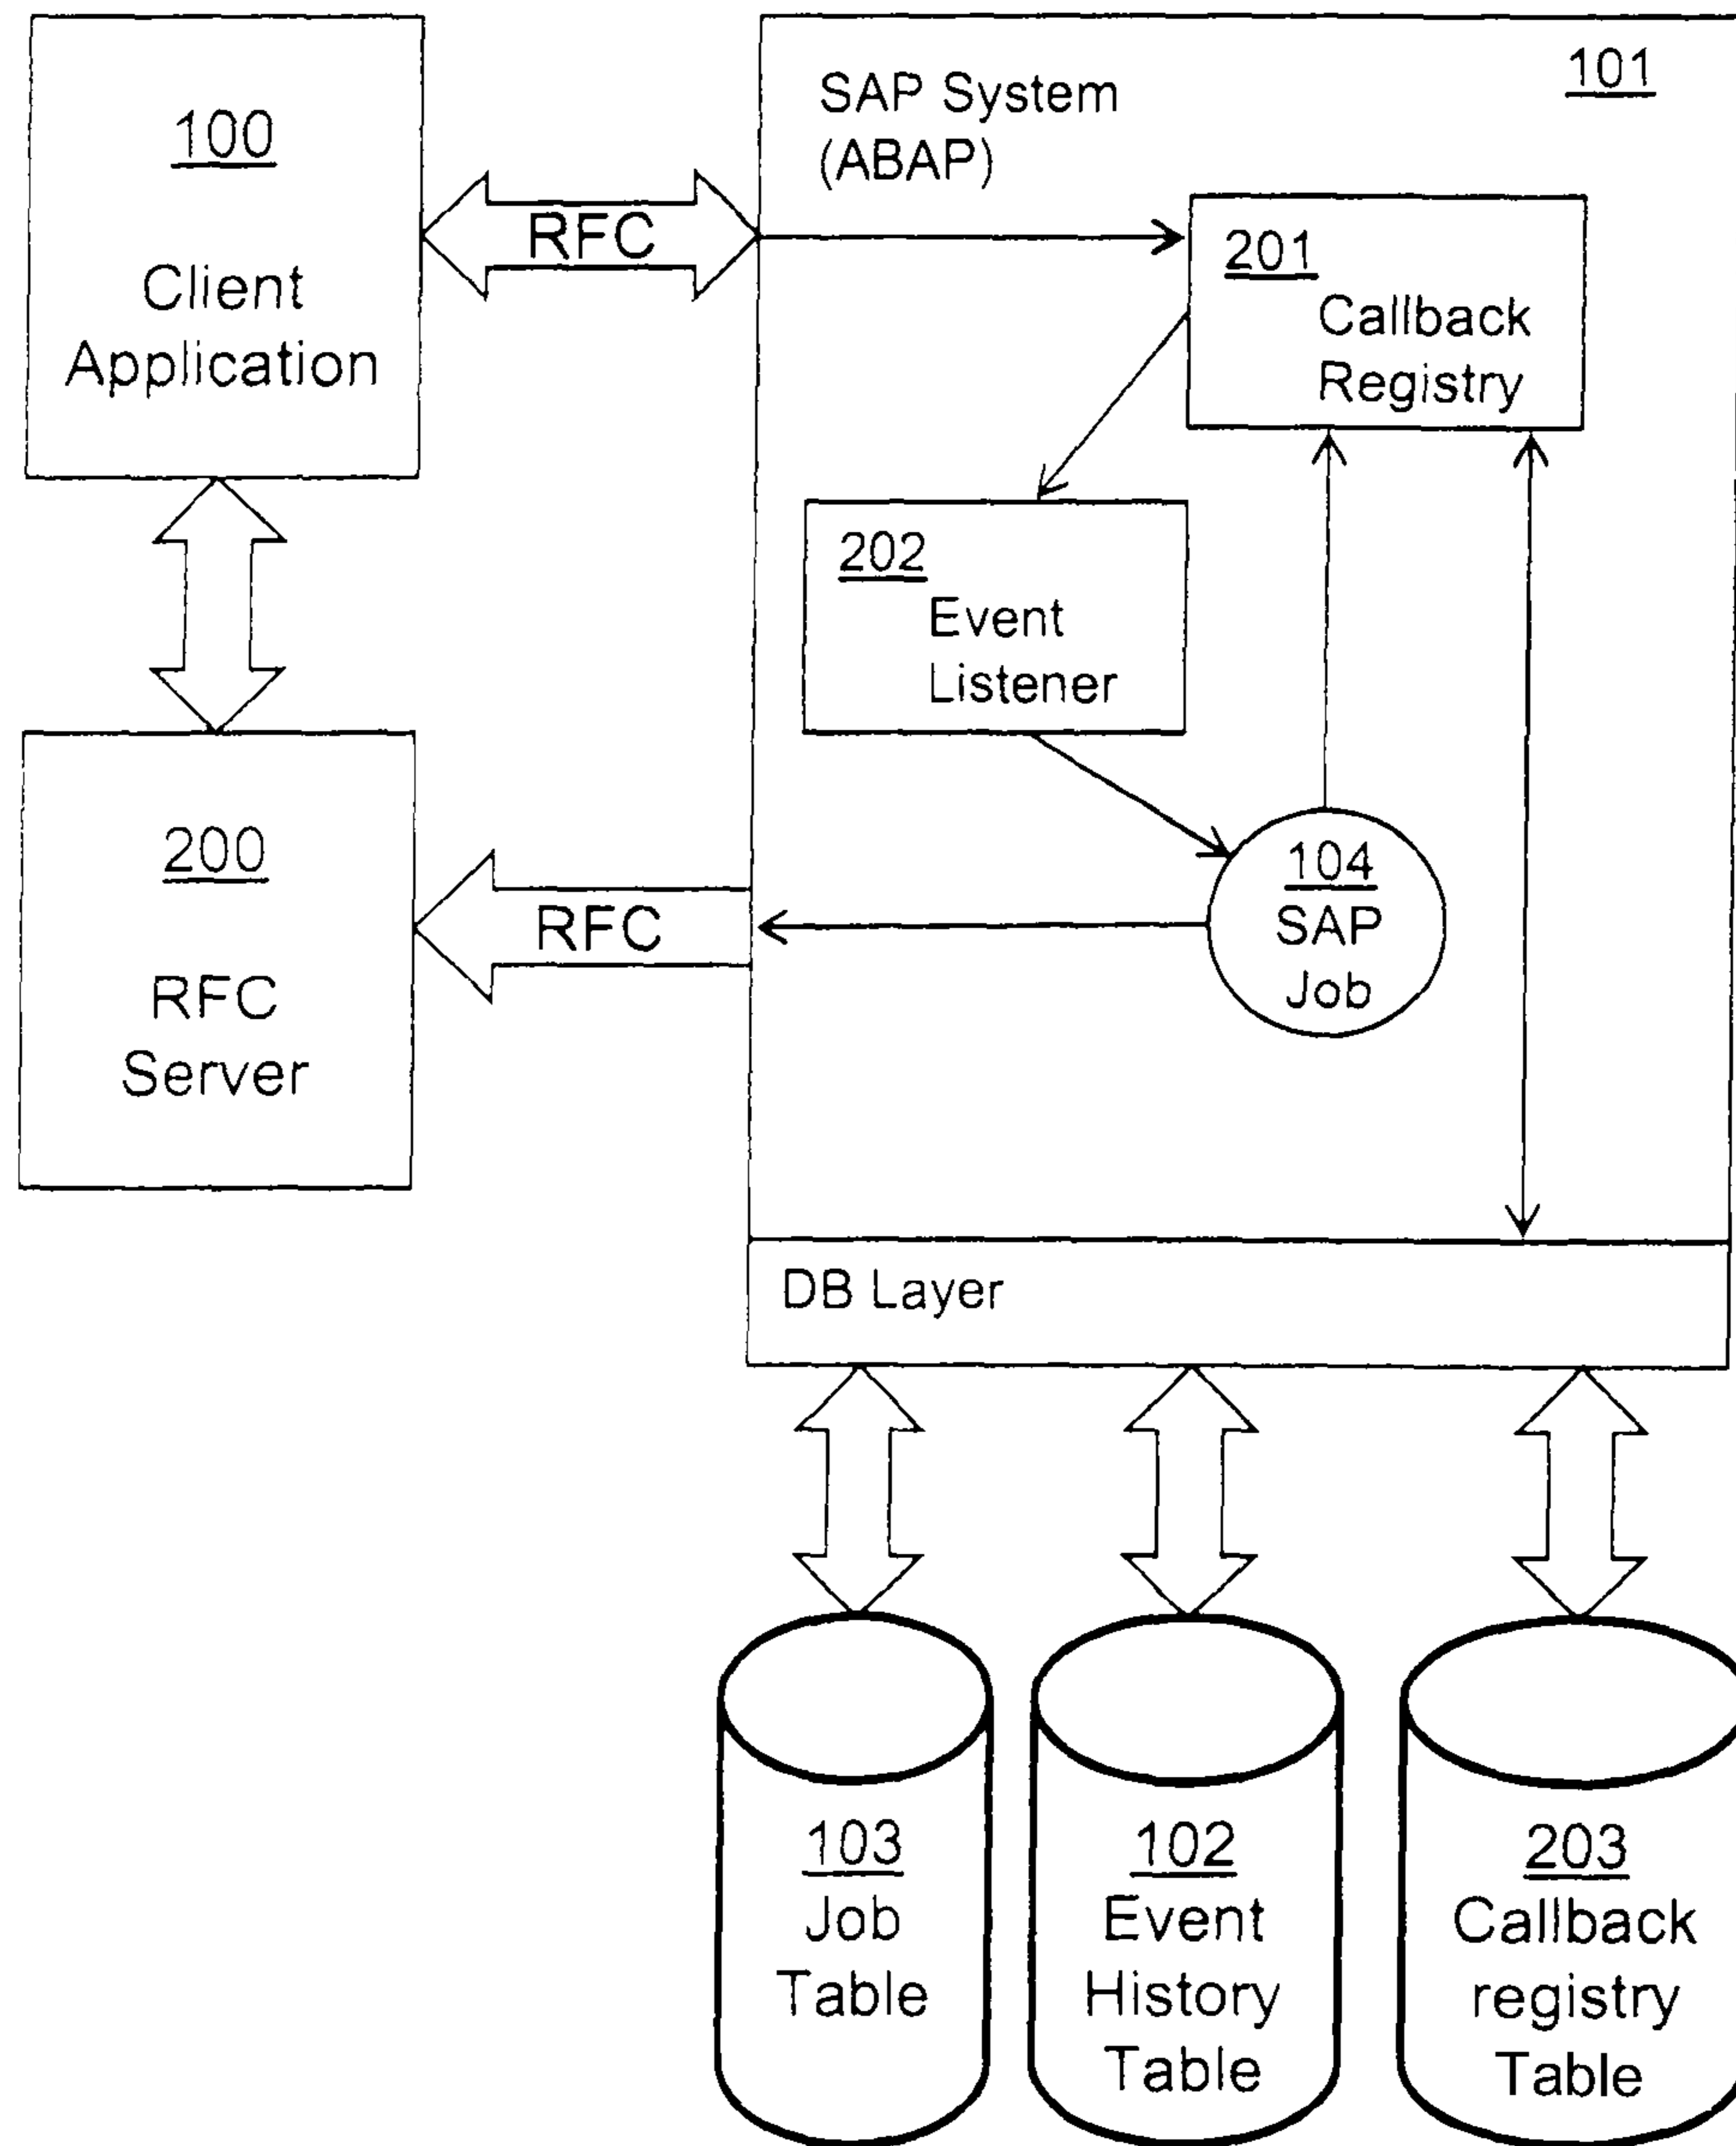 101
SAP System
(ABAP)
100
Client
Application
RFC
201
Callback
Registry
202
Event
Listener
200
RFC
Server
RFC
104
SAP
Job
DB Layer
103
Job
Table
102
Event
History
Table
203
Callback
registry
Table